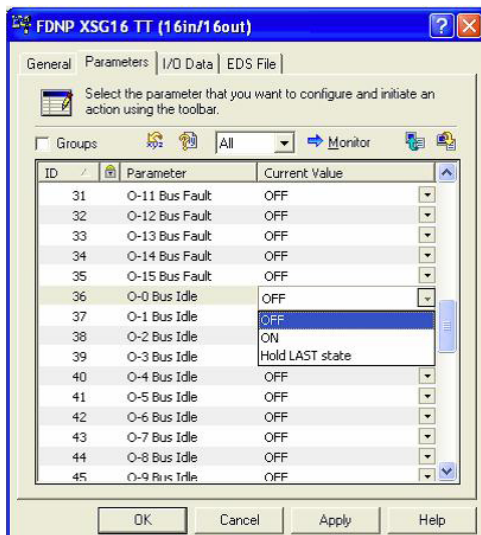 FDNP XSG16 TT (16in/16out)
General Parameters I/O Data EDS File
Select the parameter that you want to configure and initiate an
action using the toolbar.
Groups All Monitor
ID Parameter Current Value
31 O-11 Bus Fault OFF
32 O-12 Bus Fault OFF
33 O-13 Bus Fault OFF
34 O-14 Bus Fault OFF
35 O-15 Bus Fault OFF
36 O-0 Bus Idle OFF
37 O-1 Bus Idle OFF
38 O-2 Bus Idle ON
39 O-3 Bus Idle Hold LAST state
40 O-4 Bus Idle OFF
41 O-5 Bus Idle OFF
42 O-6 Bus Idle OFF
43 O-7 Bus Idle OFF
44 O-8 Bus Idle OFF
45 O-9 Bus Idle OFF
OK Cancel Apply Help